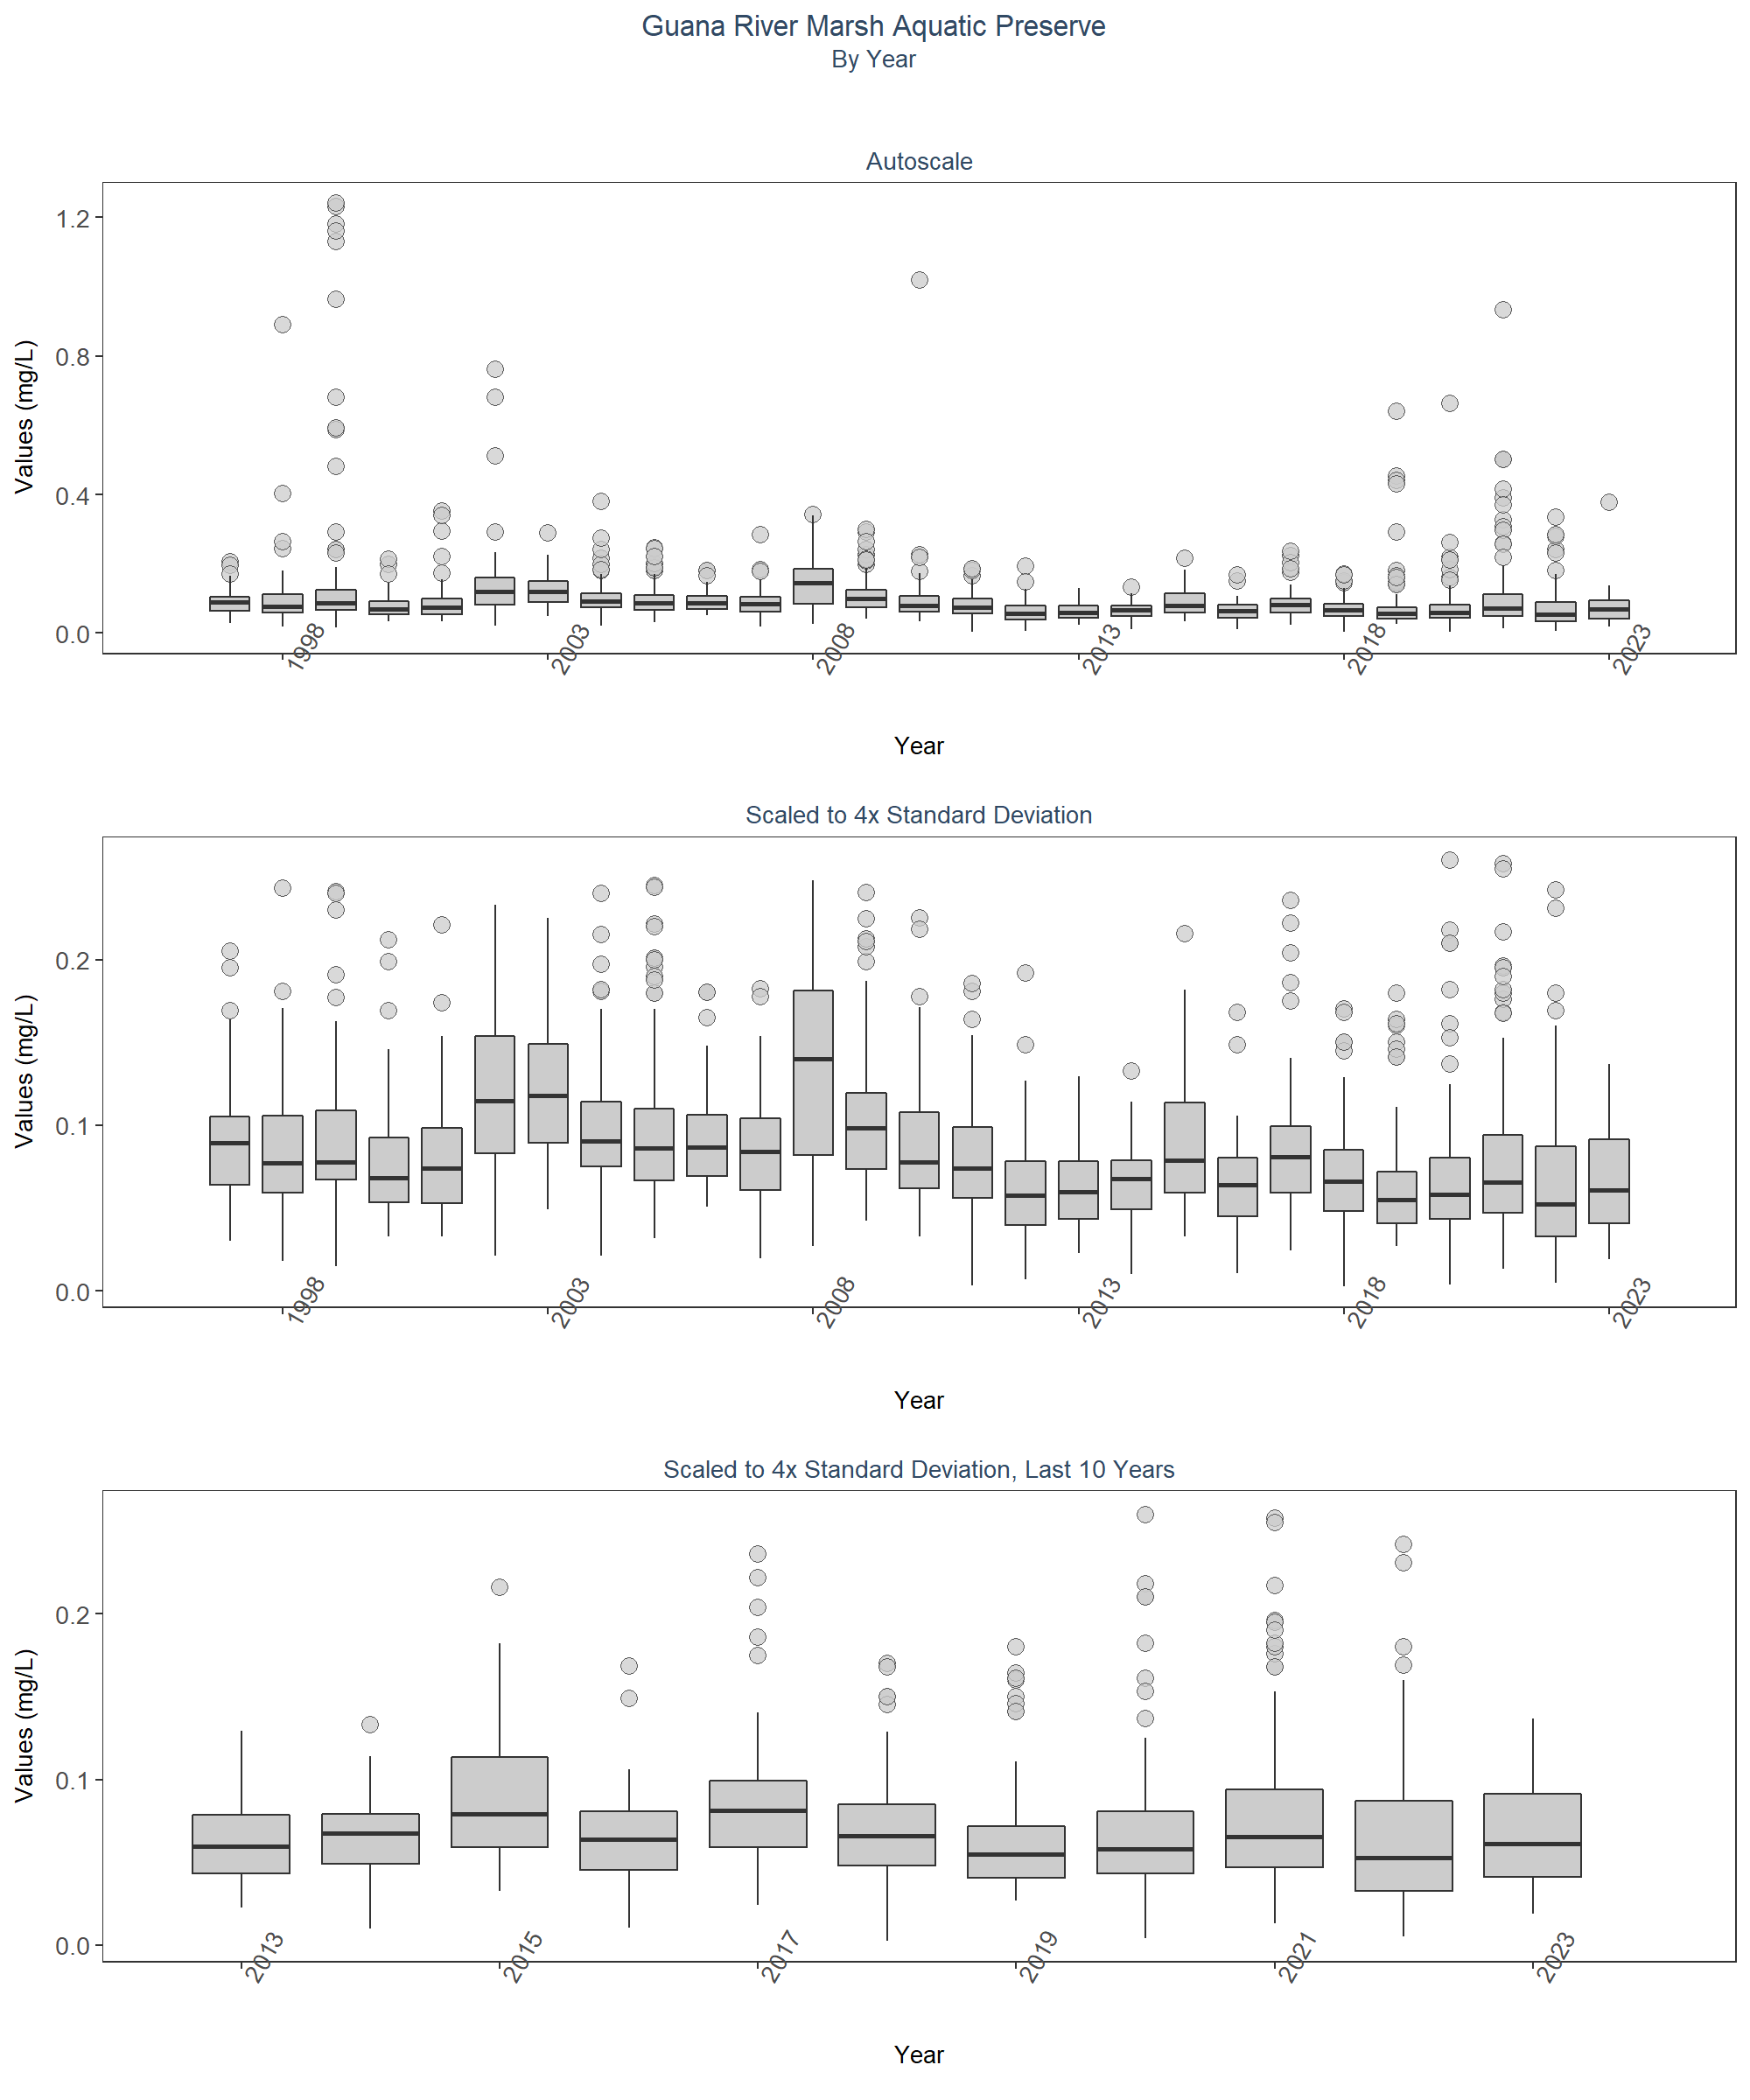 Guana River Marsh Aquatic Preserve
By Year
Autoscale
Values (mg/L)
1.2
0.8
0.4
0.0
1998 2003 2008 2013 2018 2023
Year
Scaled to 4x Standard Deviation
Values (mg/L)
0.2
0.1
0.0
1998 2003 2008 2013 2018 2023
Year
Scaled to 4x Standard Deviation, Last 10 Years
Values (mg/L)
0.2
0.1
0.0
2013 2015 2017 2019 2021 2023
Year